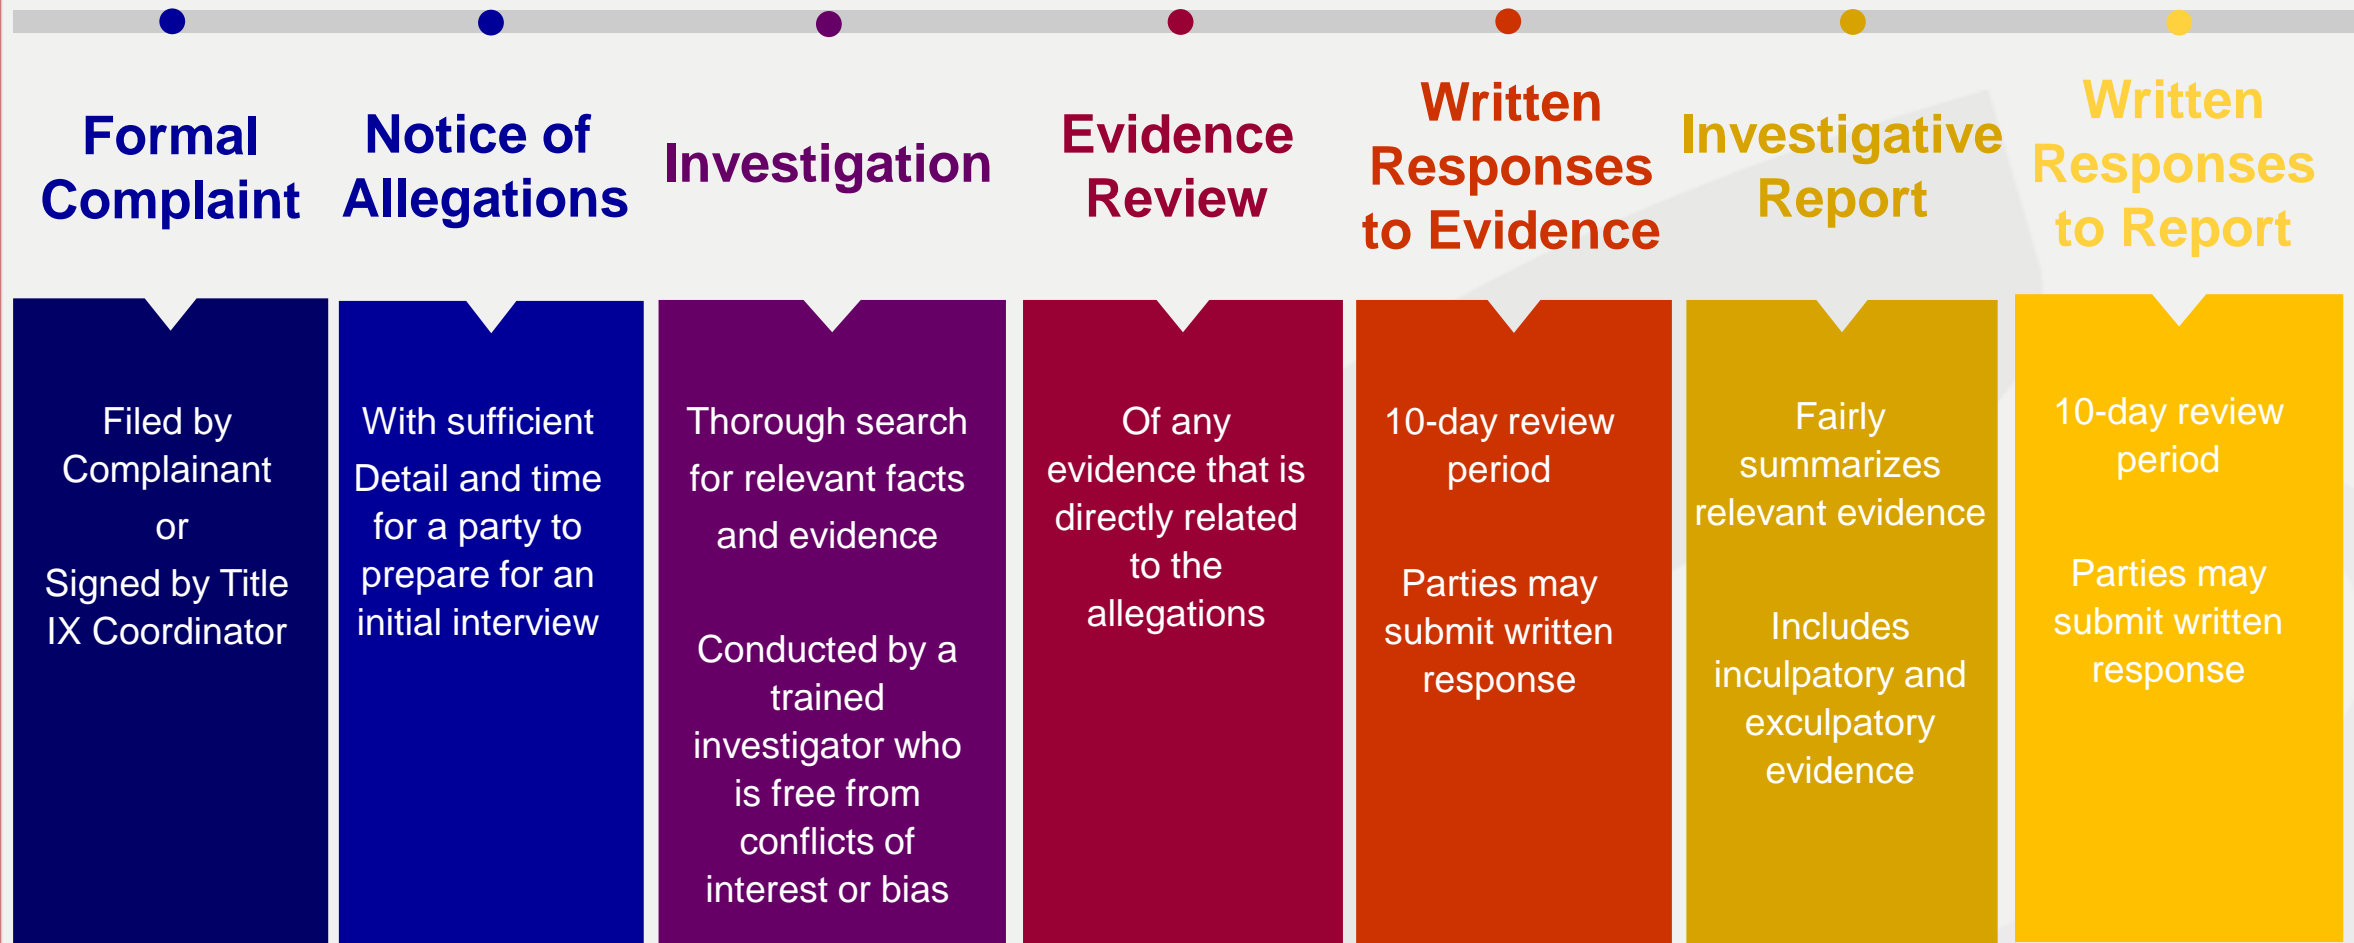 Formal
Complaint
Notice of
Allegations
Investigation
Evidence
Review
Written
Responses
to Evidence
Investigative
Report
Written
Responses
to Report
Filed by
Complainant
or
Signed by Title
IX Coordinator
With sufficient
Detail and time
for a party to
prepare for an
initial interview
Thorough search
for relevant facts
and evidence
Conducted by a
trained
investigator who
is free from
conflicts of
interest or bias
Of any
evidence that is
directly related
to the
allegations
10-day review
period
Parties may
submit written
response
Fairly
summarizes
relevant evidence
Includes
inculpatory and
exculpatory
evidence
10-day review
period
Parties may
submit written
response